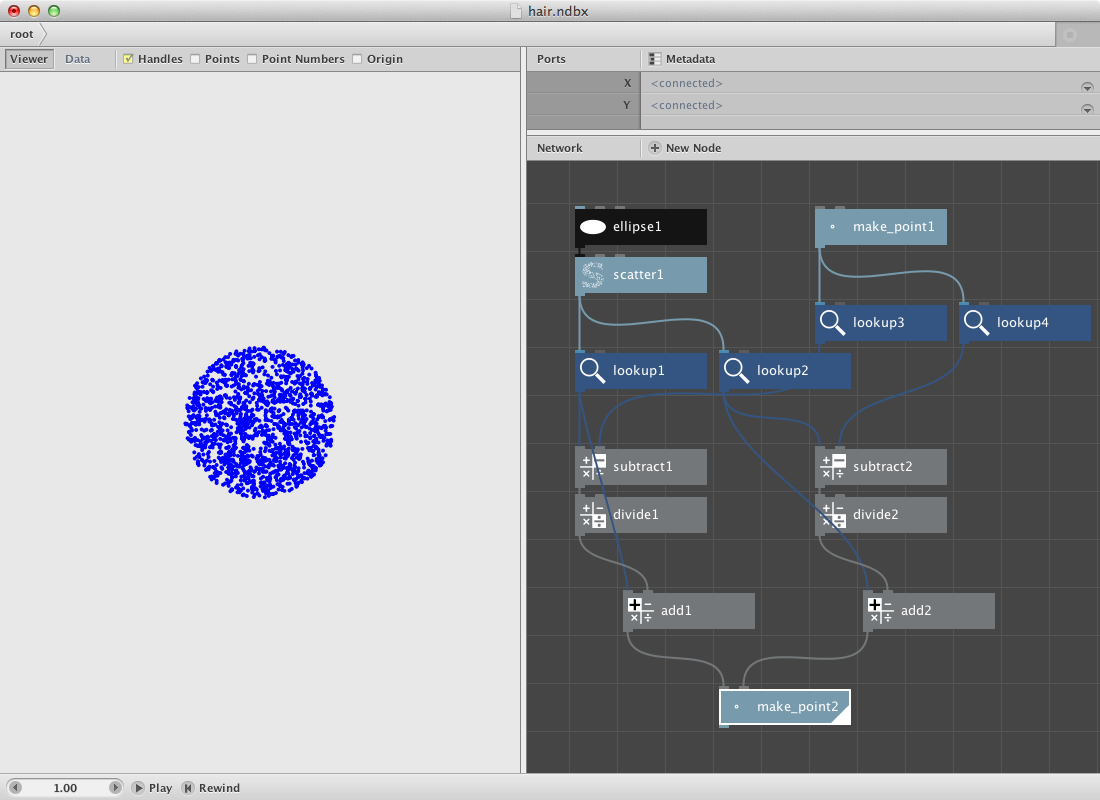 hair.ndbx
root
Viewer Data Handles Points Point Numbers Origin
Ports Metadata
X <connected>
Y <connected>
Network New Node
ellipse1 make_point1
scatter1
lookup3 lookup4
lookup1 lookup2
subtract1 subtract2
divide1 divide2
add1 add2
make_point2
1.00 Play Rewind